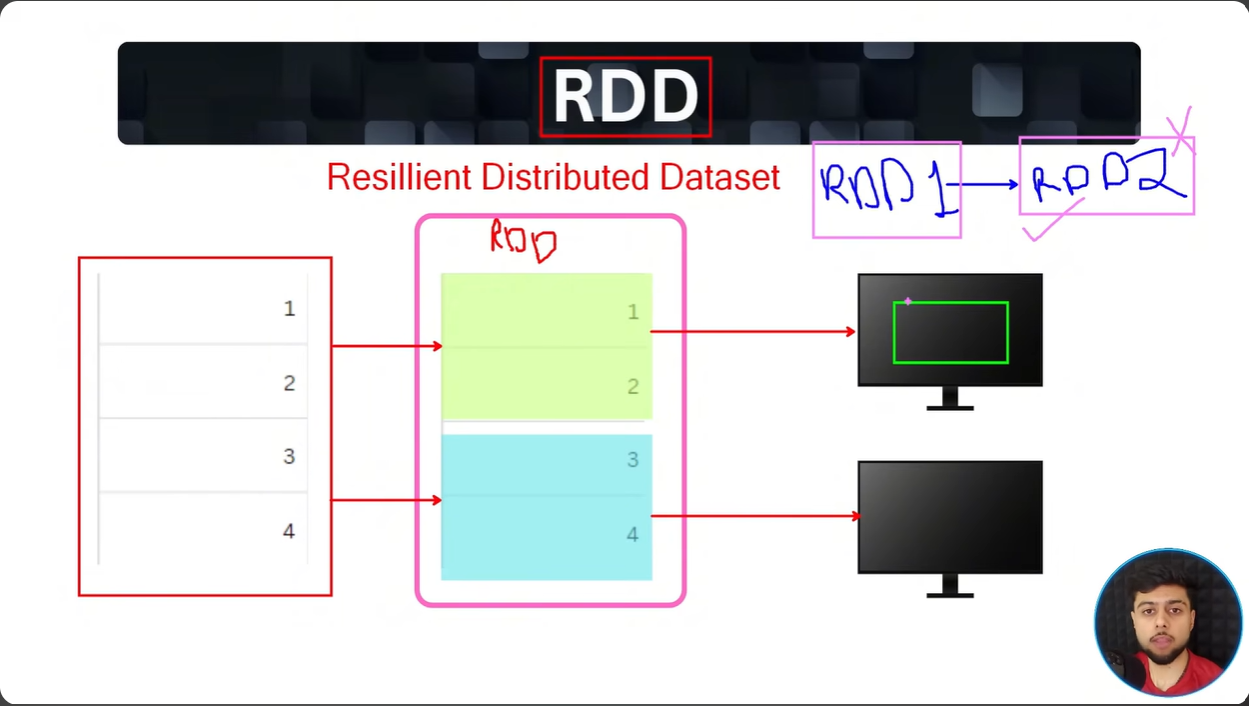 RDD
Resillient Distributed Dataset
RDD 1 → RDD2
RDD
1
2
3
4
1
2
3
4